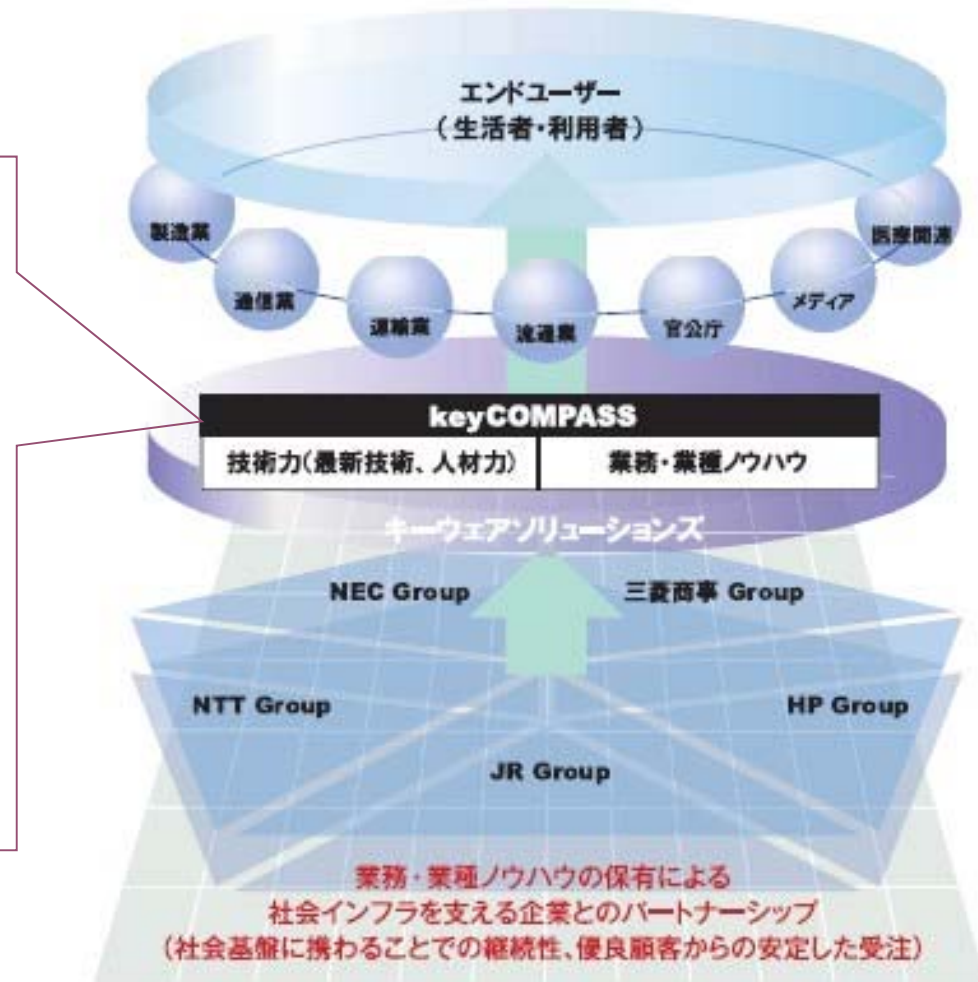 エンドユーザー
(生活者・利用者)
製造業
医療関連
通信業
メディア
運輸業
流通業
官公庁
keyCOMPASS
技術力(最新技術、人材力)
業務・業種ノウハウ
キーウェアソリューションズ
NEC Group
三菱商事 Group
NTT Group
HP Group
JR Group
業務・業種ノウハウの保有による
社会インフラを支える企業とのパートナーシップ
(社会基盤に携わることでの継続性、優良顧客からの安定した受注)